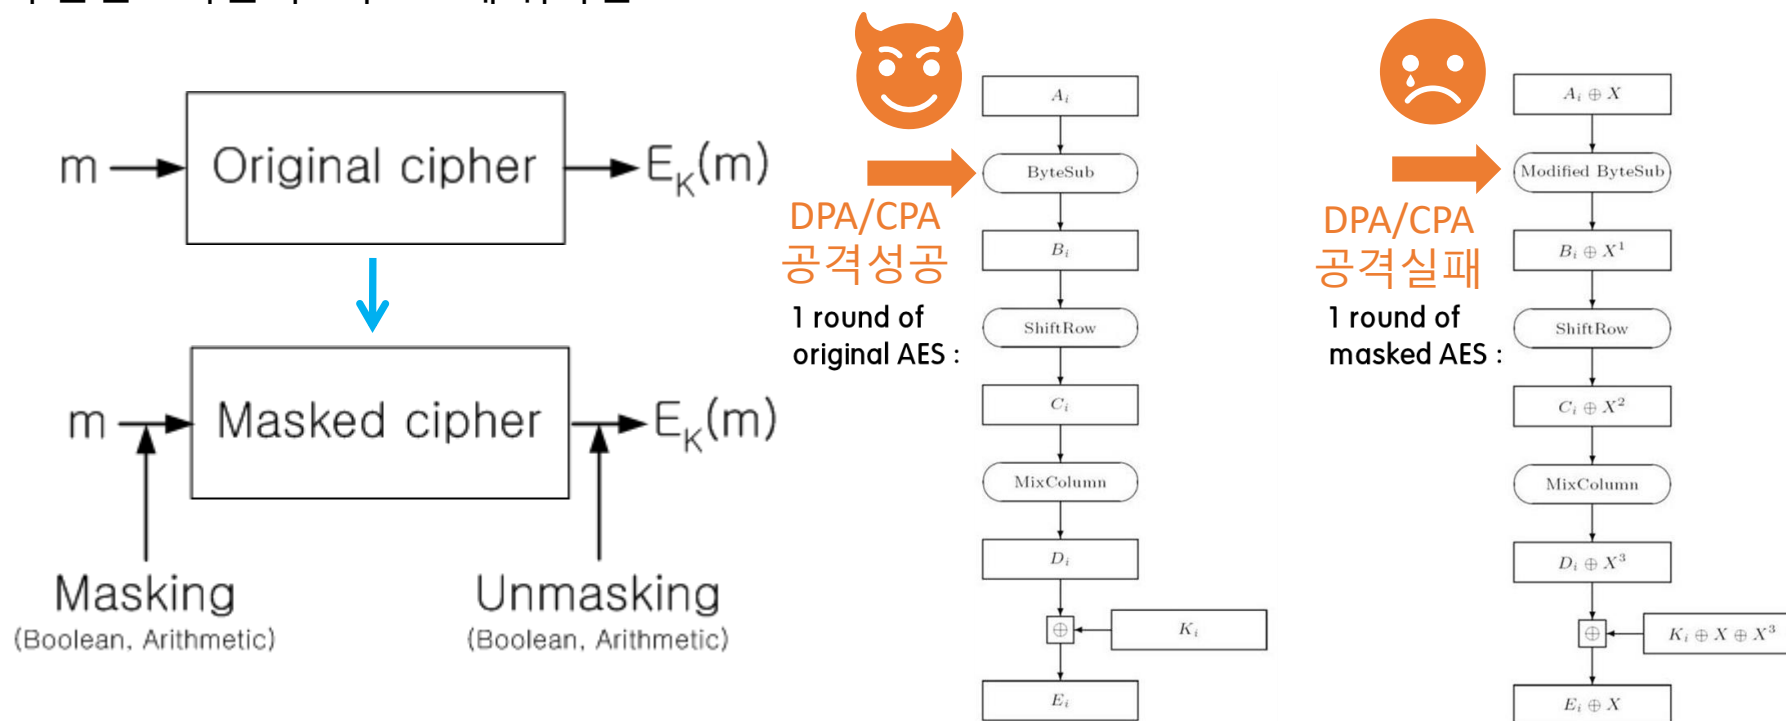 m
Original cipher
E_K(m)
m
Masked cipher
E_K(m)
Masking
(Boolean, Arithmetic)
Unmasking
(Boolean, Arithmetic)
DPA/CPA
공격성공
1 round of
original AES :
A_i
ByteSub
B_i
ShiftRow
C_i
MixColumn
D_i
⊕
K_i
E_i
DPA/CPA
공격실패
1 round of
masked AES :
A_i ⊕ X
Modified ByteSub
B_i ⊕ X^1
ShiftRow
C_i ⊕ X^2
MixColumn
D_i ⊕ X^3
⊕
K_i ⊕ X ⊕ X^3
E_i ⊕ X